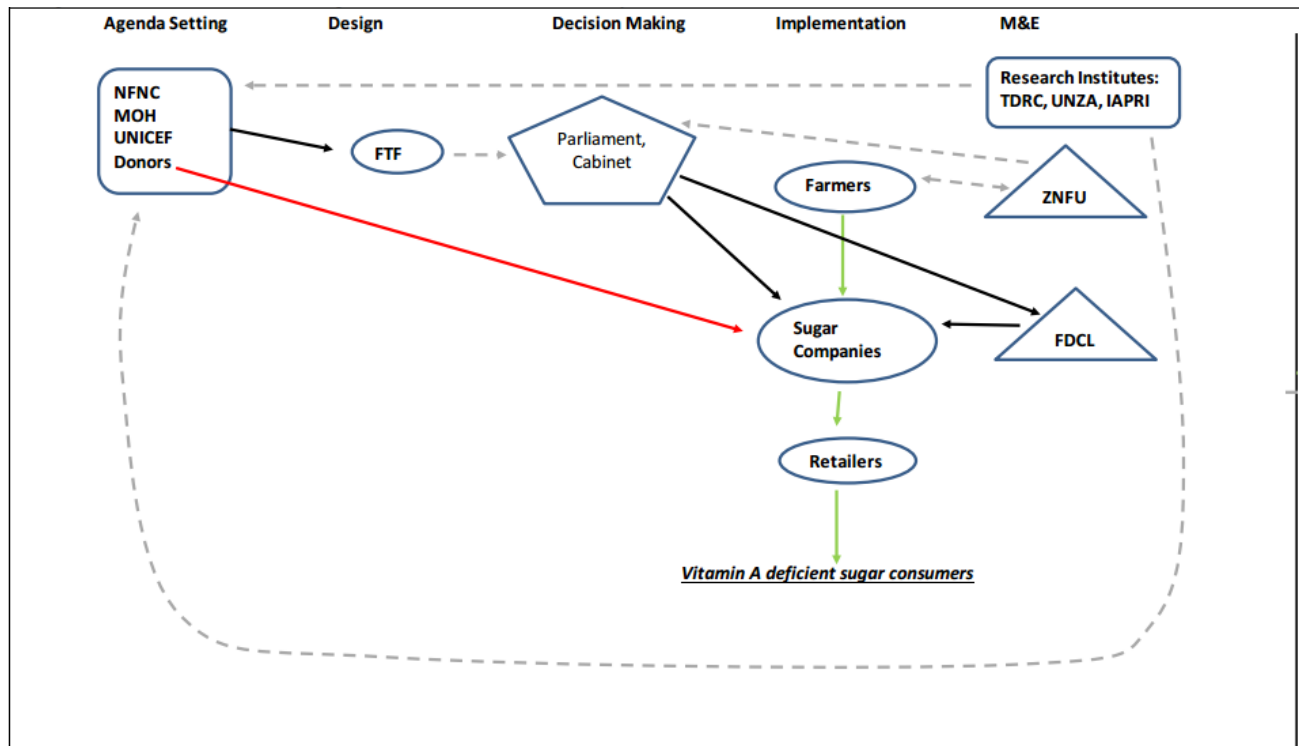 Agenda Setting Design Decision Making Implementation M&E
NFNC
MOH
UNICEF
Donors
FTF
Parliament,
Cabinet
Research Institutes:
TDRC, UNZA, IAPRI
Farmers
ZNFU
Sugar
Companies
FDCL
Retailers
Vitamin A deficient sugar consumers